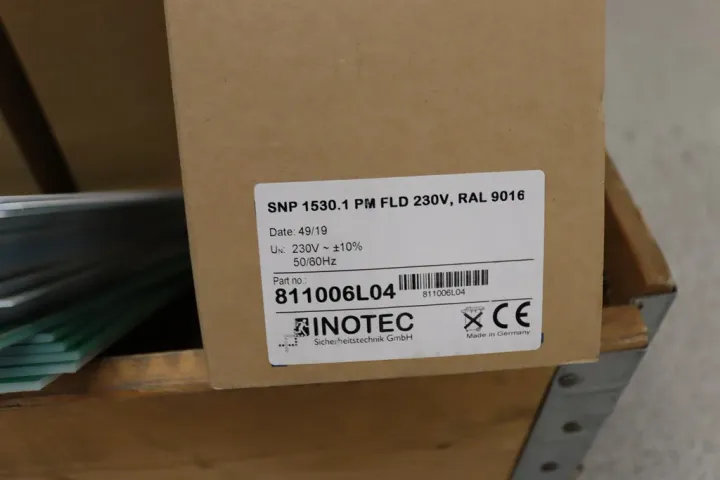 SNP 1530.1 PM FLD 230V, RAL 9016
Date: 49/19
UN: 230V ~ ±10%
50/60Hz
Part no.:
811006L04
811006L04
INOTEC
Sicherheitstechnik GmbH
CE
Made in Germany